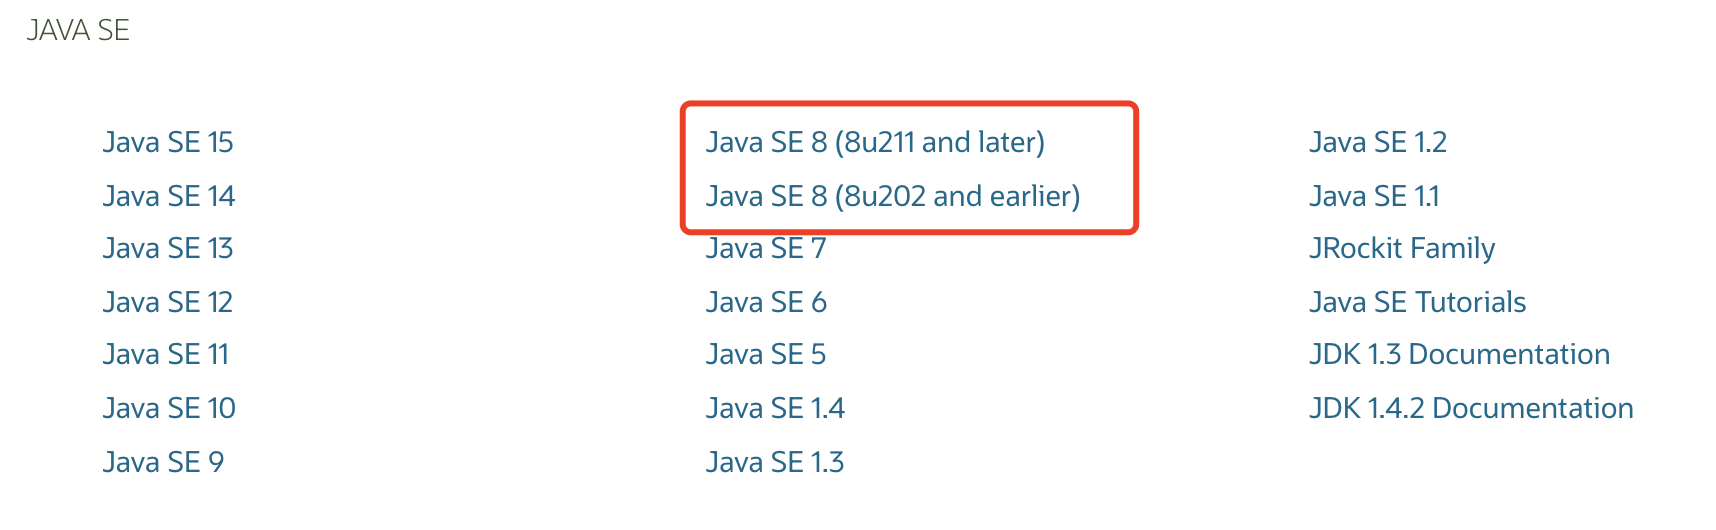 JAVA SE
Java SE 15
Java SE 14
Java SE 13
Java SE 12
Java SE 11
Java SE 10
Java SE 9
Java SE 8 (8u211 and later)
Java SE 8 (8u202 and earlier)
Java SE 7
Java SE 6
Java SE 5
Java SE 1.4
Java SE 1.3
Java SE 1.2
Java SE 1.1
JRockit Family
Java SE Tutorials
JDK 1.3 Documentation
JDK 1.4.2 Documentation